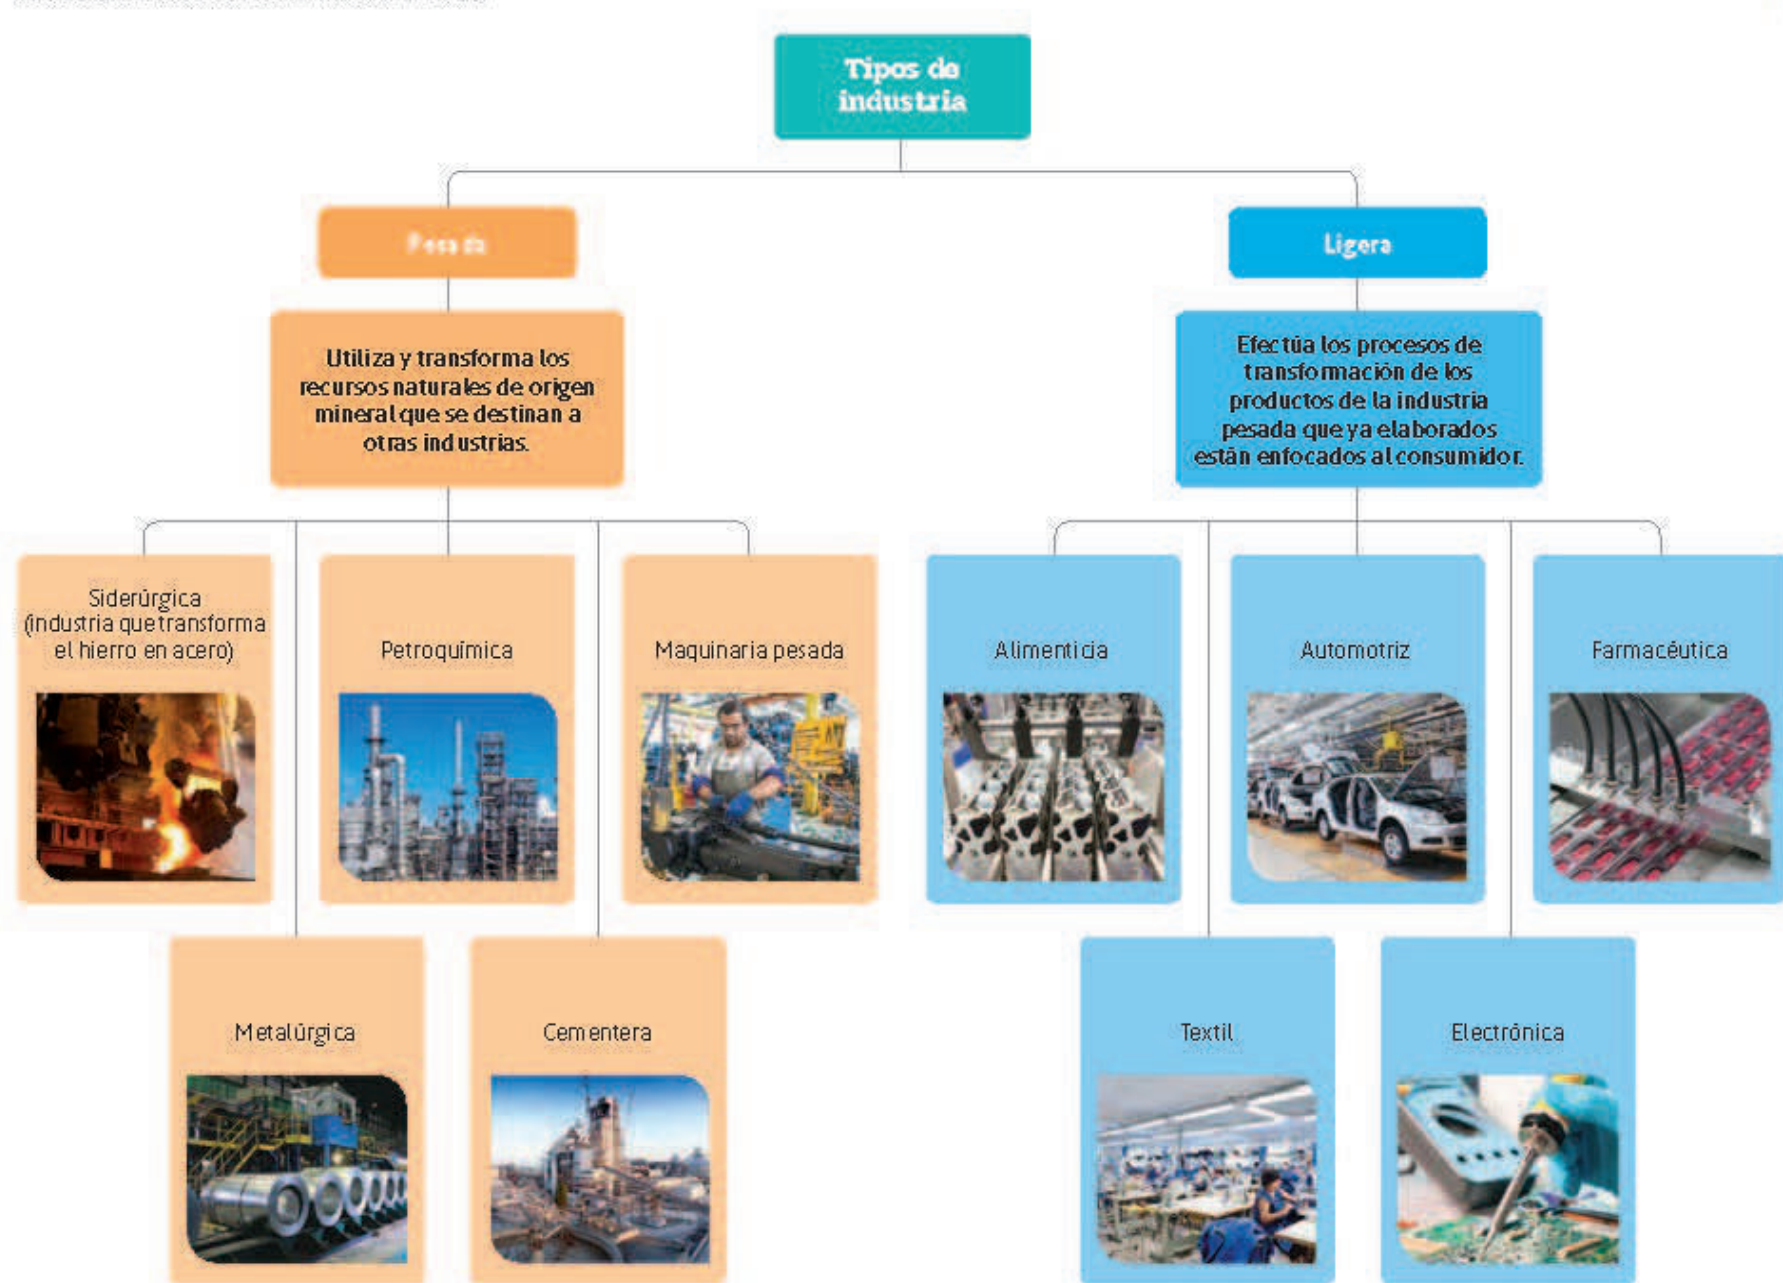 Tipos de
industria
Pesada
Utiliza y transforma los
recursos naturales de origen
mineral que se destinan a
otras industrias.
Siderúrgica
(industria que transforma
el hierro en acero)
Petroquímica
Maquinaria pesada
Metalúrgica
Cementera
Ligera
Efectúa los procesos de
transformación de los
productos de la industria
pesada que ya elaborados
están enfocados al consumidor.
Alimenticia
Automotriz
Farmacéutica
Textil
Electrónica